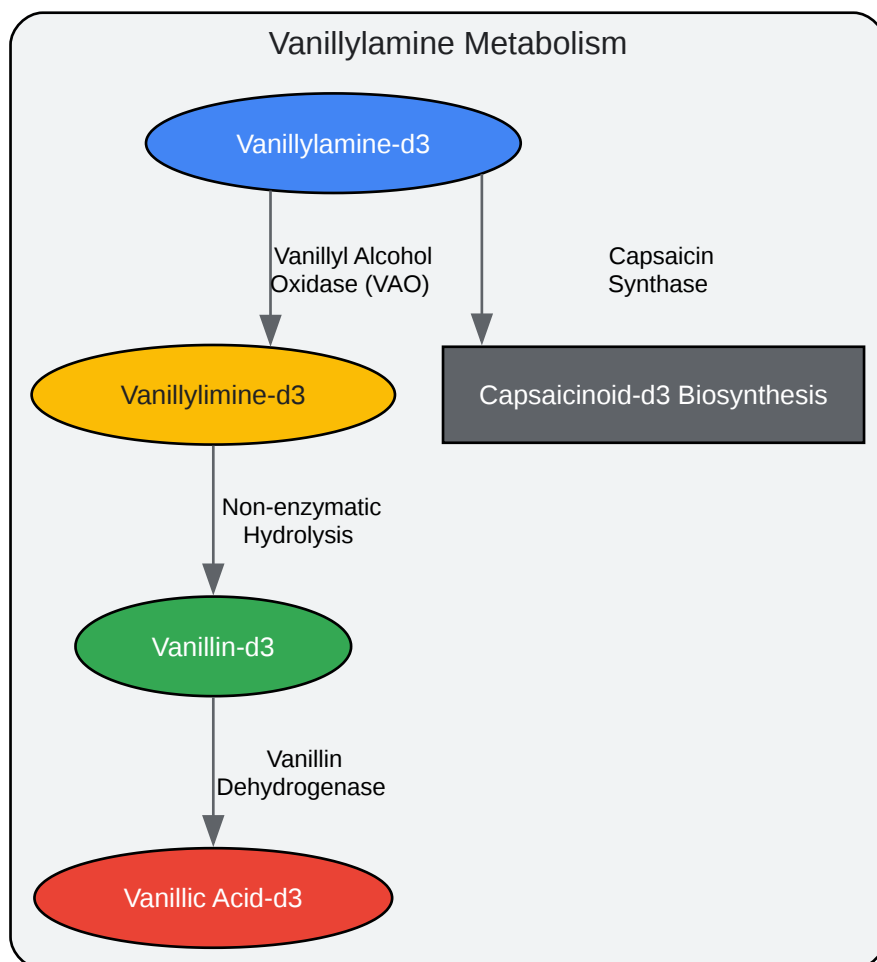 Vanillylamine Metabolism
Vanillylamine-d3
Vanillyl Alcohol
Oxidase (VAO)
Capsaicin
Synthase
Vanillylimine-d3
Capsaicinoid-d3 Biosynthesis
Non-enzymatic
Hydrolysis
Vanillin-d3
Vanillin
Dehydrogenase
Vanillic Acid-d3